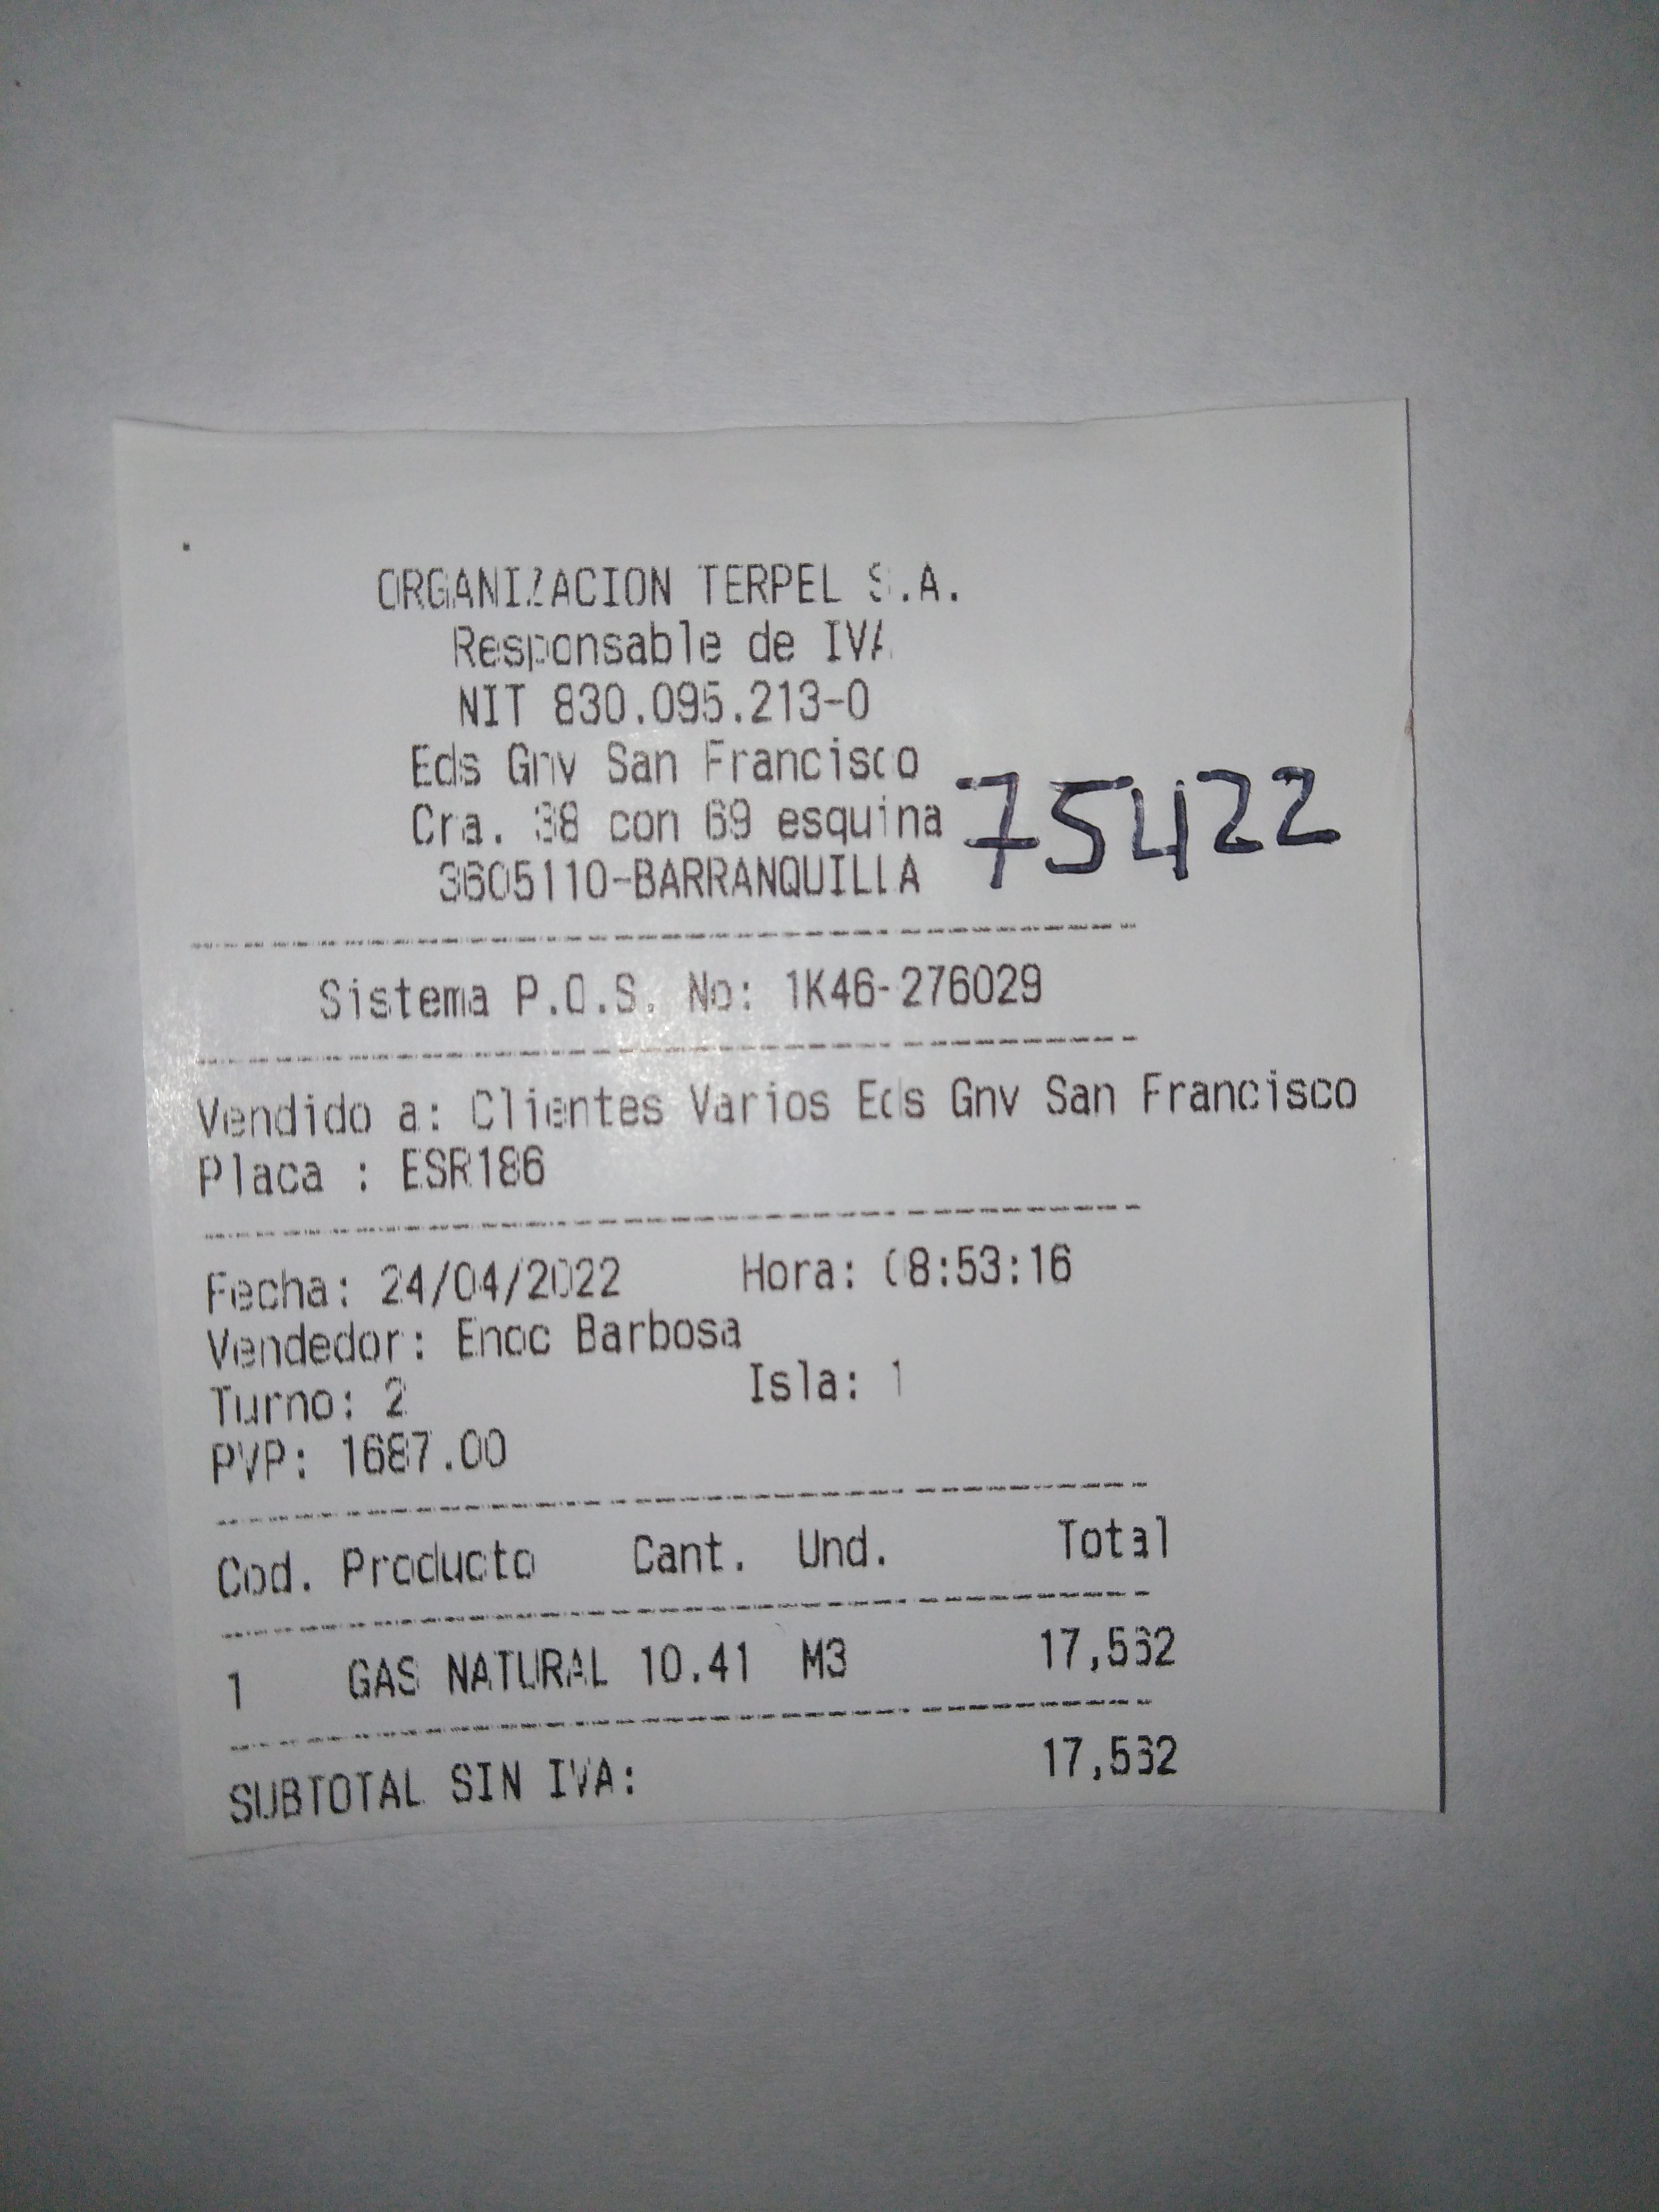 ORGANIZACION TERPEL S.A.
Responsable de IVA
NIT 830.095.213-0
Eds Gnv San Francisco
Cra. 38 con 69 esquina
75422
3605110-BARRANQUILLA
Sistema P.O.S. No: 1K46-276029
Vendido a: Clientes Varios Eds Gnv San Francisco
Placa : ESR186
Fecha: 24/04/2022 Hora: 08:53:16
Vendedor: Enoc Barbosa
Turno: 2 Isla: 1
PVP: 1687.00
Cod. Producto Cant. Und. Total
1 GAS NATURAL 10.41 M3 17,562
SUBTOTAL SIN IVA: 17,562